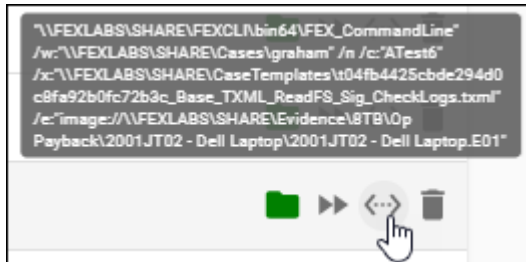 "\\FEXLABS\SHARE\FEXCLI\bin64\FEX_CommandLine"
/w:"\\FEXLABS\SHARE\Cases\graham" /n /c:"ATest6"
/x:"\\FEXLABS\SHARE\CaseTemplates\t04fb4425cbde294d0
c8fa92b0fc72b3c_Base_TXML_ReadFS_Sig_CheckLogs.txml"
/e:"image://\\FEXLABS\SHARE\Evidence\8TB\Op
Payback\2001JT02 - Dell Laptop\2001JT02 - Dell Laptop.E01"